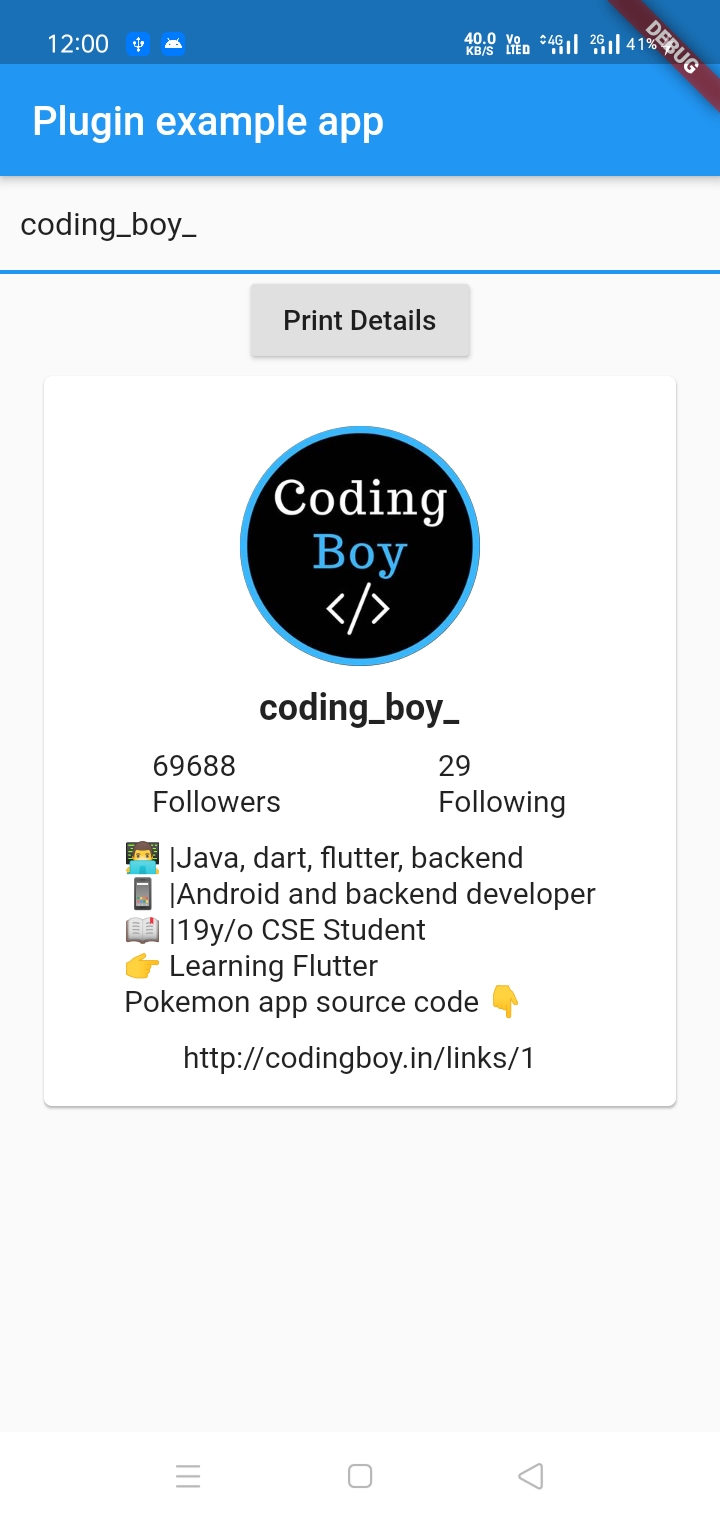 12:00 40.0 KB/S Vo LTED 4G 2G 41%
DEBUG
Plugin example app
coding_boy_
Print Details
Coding
Boy
</>
coding_boy_
69688 29
Followers Following
👨‍💻 |Java, dart, flutter, backend
📱 |Android and backend developer
📖 |19y/o CSE Student
👉 Learning Flutter
Pokemon app source code 👇
http://codingboy.in/links/1